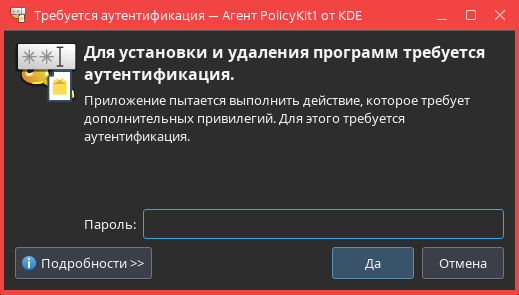 Требуется аутентификация — Агент PolicyKit1 от KDE
Для установки и удаления программ требуется
аутентификация.
Приложение пытается выполнить действие, которое требует
дополнительных привилегий. Для этого требуется
аутентификация.
Пароль:
Подробности >>
Да
Отмена